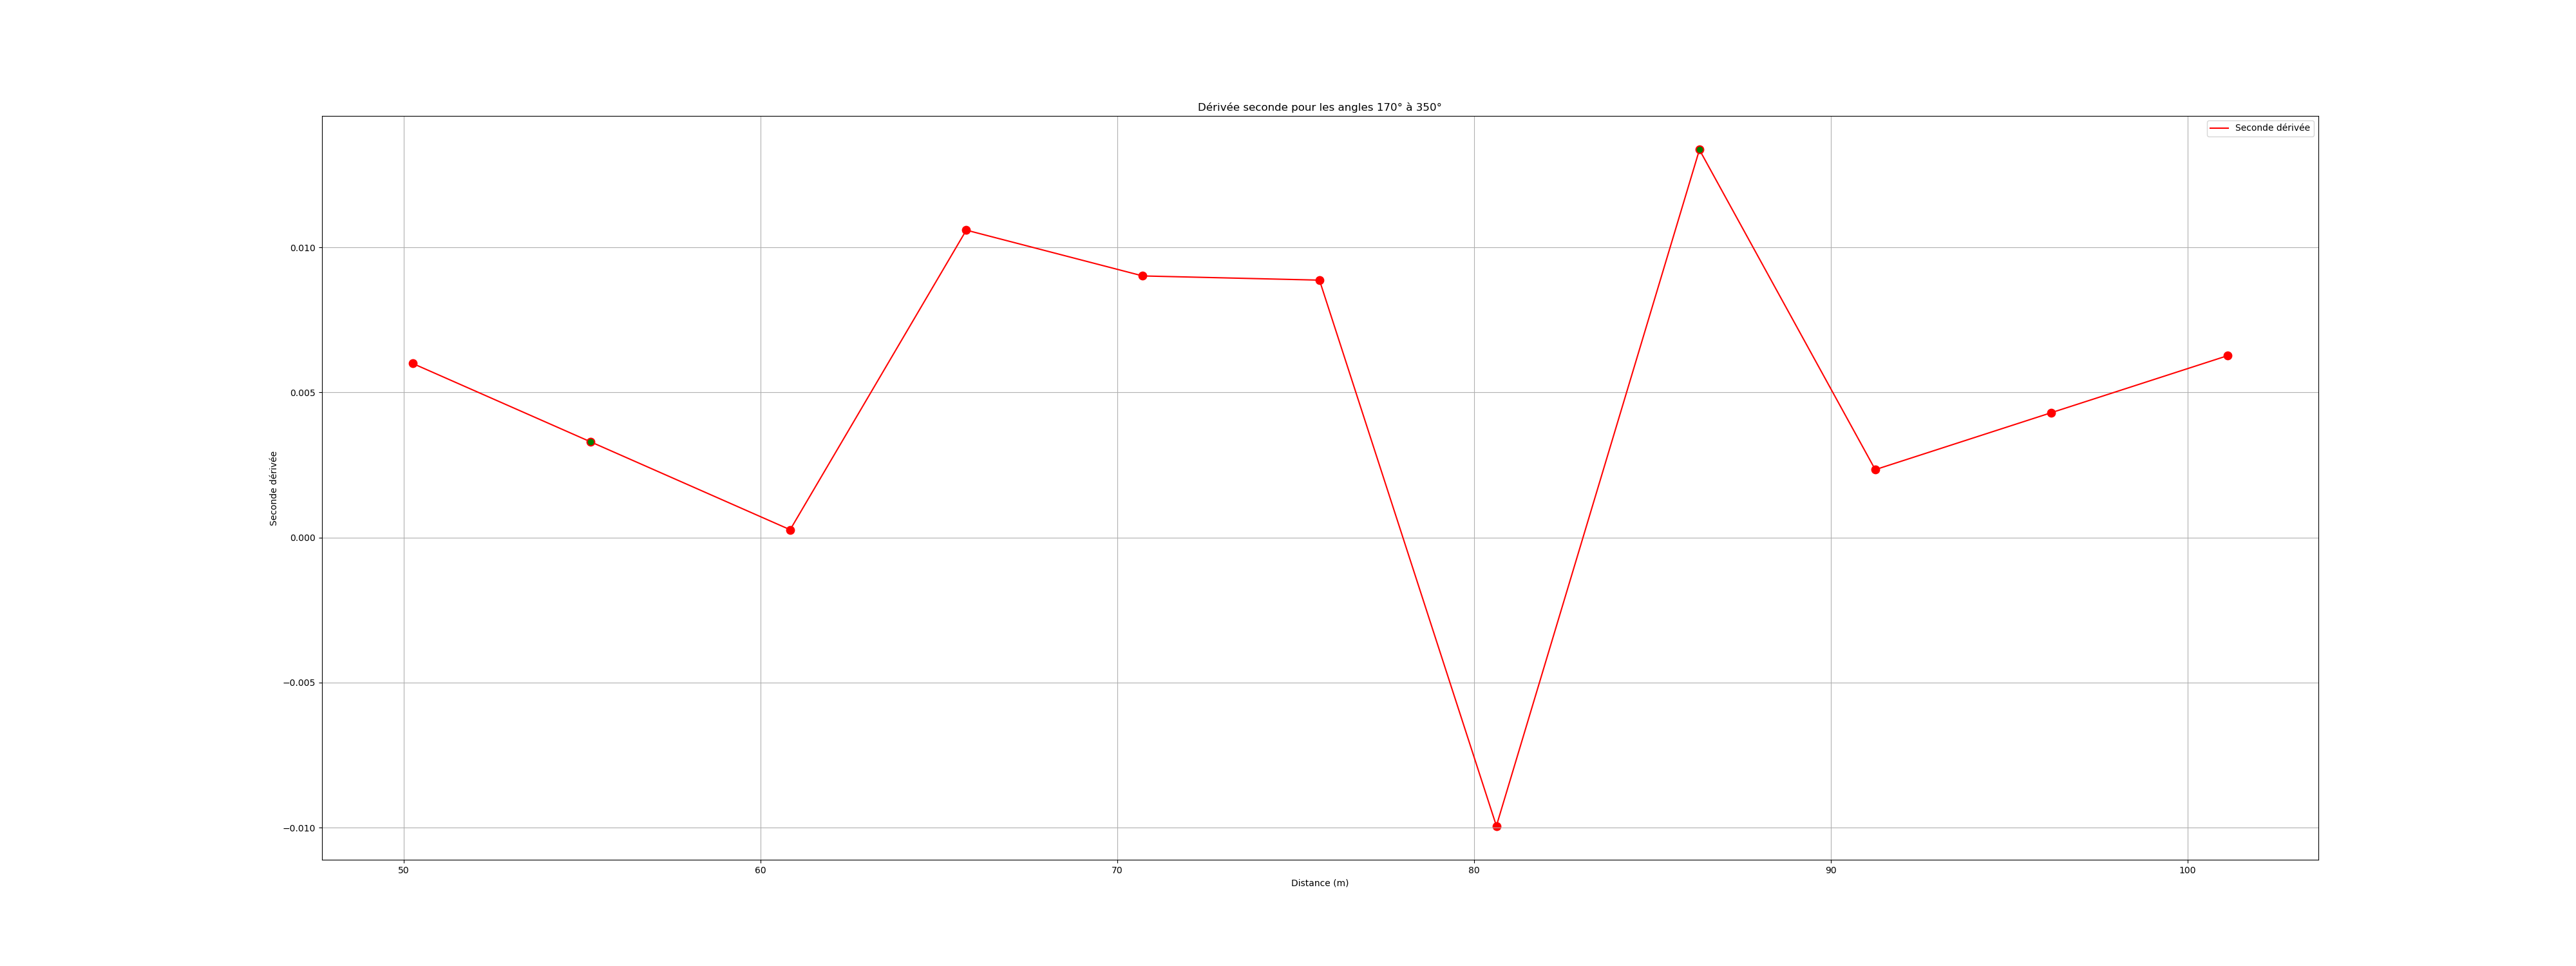 Dérivée seconde pour les angles 170° à 350°
Seconde dérivée
0.010
0.005
0.000
−0.005
−0.010
Seconde dérivée
50 60 70 80 90 100
Distance (m)